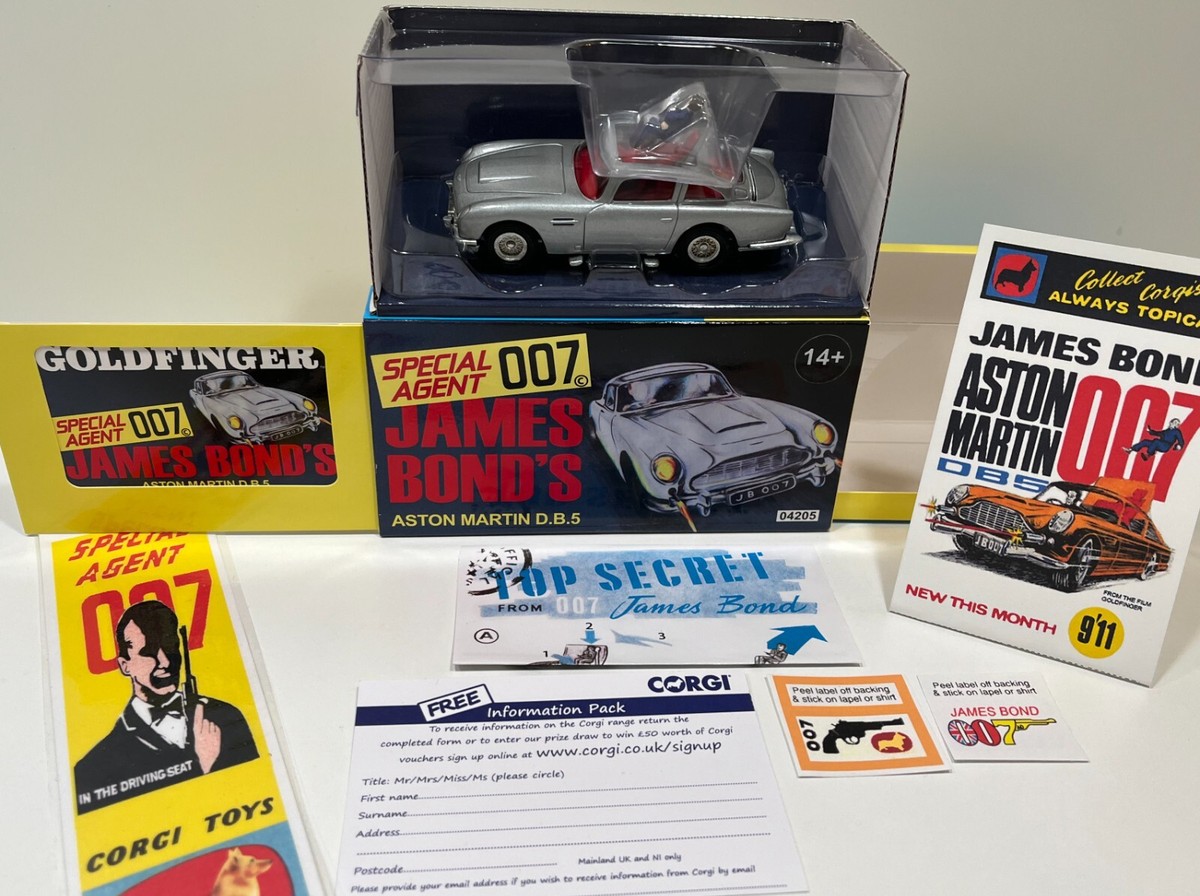 GOLDFINGER
SPECIAL
AGENT 007©
JAMES BOND'S
ASTON MARTIN D.B.5
SPECIAL
AGENT 007©
14+
JAMES
BOND'S
JB 007
ASTON MARTIN D.B.5
04205
Collect Corgis
ALWAYS
JAMES
ASTON
MARTIN
007
DB5
JB007
FROM THE FILM
GOLDFINGER
NEW THIS MONTH
9'11
SPECIAL
AGENT
007
IN THE DRIVING SEAT
CORGI TOYS
TOP SECRET
FROM 007 James Bond
A
1 2 3
FREE
CORGI
Information Pack
To receive information on the Corgi range return the
completed form or to enter our prize draw to win £50 worth of Corgi
vouchers sign up online at www.corgi.co.uk/signup
Title: Mr/Mrs/Miss/Ms (please circle)
First name
Surname
Address
Postcode
Mainland UK and NI only
Please provide your email address if you wish to receive information from Corgi by email
Peel label off backing
& stick on lapel or shirt
007
Peel label off backing
& stick on lapel or shirt
JAMES BOND
007